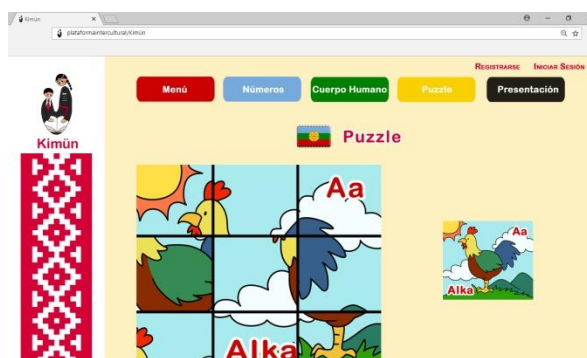 Kimün
plataformaintercultural/Kimün
REGISTRARSE INICIAR SESIÓN
Menú Números Cuerpo Humano Puzzle Presentación
Kimün
Puzzle
Aa
Alka
Aa
Alka